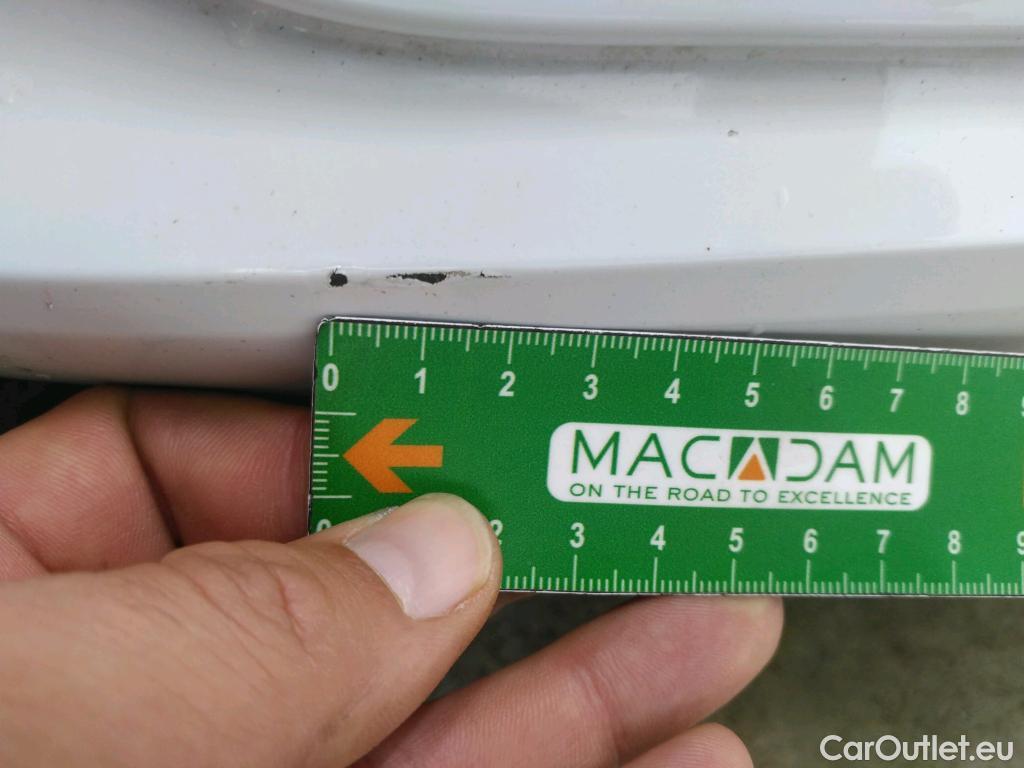 0 1 2 3 4 5 6 7 8
MACADAM
ON THE ROAD TO EXCELLENCE
2 3 4 5 6 7 8 9
CarOutlet.eu